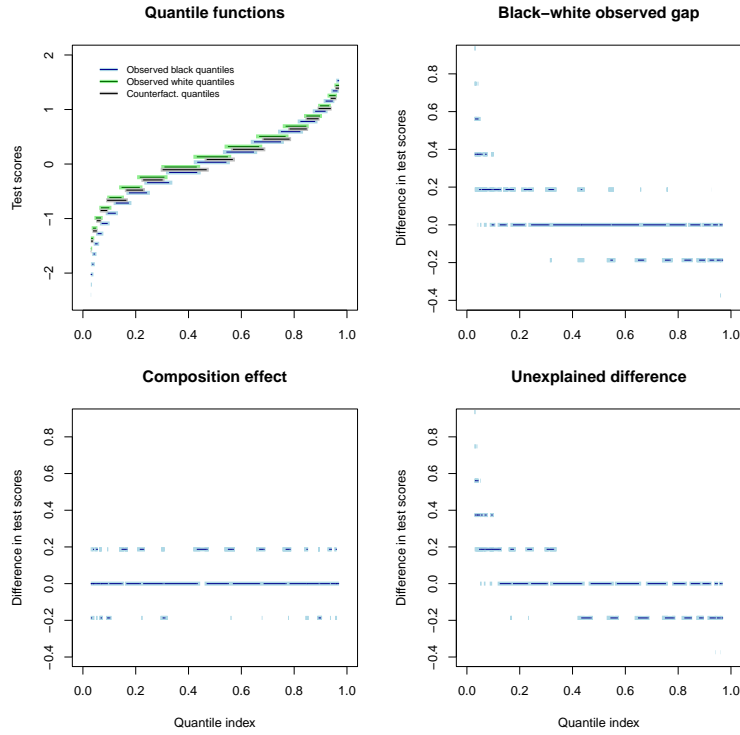 Quantile functions
Test scores
2
1
0
−1
−2
Observed black quantiles
Observed white quantiles
Counterfact. quantiles
0.0 0.2 0.4 0.6 0.8 1.0
Black−white observed gap
Difference in test scores
0.8
0.6
0.4
0.2
0.0
−0.2
−0.4
0.0 0.2 0.4 0.6 0.8 1.0
Composition effect
Difference in test scores
0.8
0.6
0.4
0.2
0.0
−0.2
−0.4
0.0 0.2 0.4 0.6 0.8 1.0
Quantile index
Unexplained difference
Difference in test scores
0.8
0.6
0.4
0.2
0.0
−0.2
−0.4
0.0 0.2 0.4 0.6 0.8 1.0
Quantile index